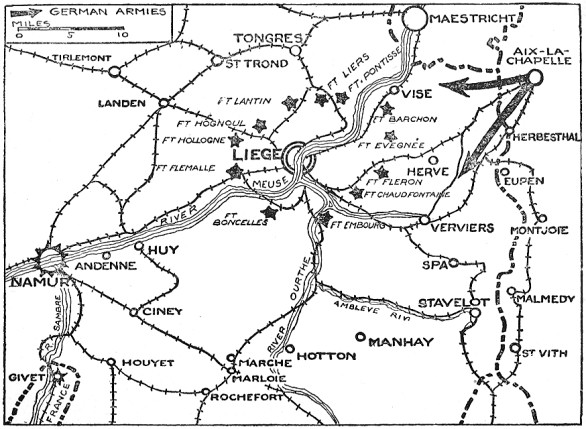 GERMAN ARMIES
MILES
0 5 10
MAESTRICHT
TONGRES
AIX-LA-
CHAPELLE
TIRLEMONT
ST TROND
FT LIERS
FT. PONTISSE
VISE
LANDEN
FT LANTIN
FT BARCHON
FT HOGNOUL
FT HOLLOGNE
FT EVEGNÉE
HERBESTHAL
LIEGE
HERVE
FT FLEMALLE
MEUSE
FT FLERON
EUPEN
FT CHAUDFONTAINE
RIVER
FT
BONCELLES
FT EMBOURG
VERVIERS
MONTJOIE
HUY
ANDENNE
SPA
NAMUR
OURTHE
RIVER
STAVELOT
MALMEDY
AMBLEVE RIV.
CINEY
R. SAMBRE
MANHAY
HOTTON
ST VITH
HOUYET
MARCHE
MARLOIE
GIVET
ROCHEFORT
FRANCE